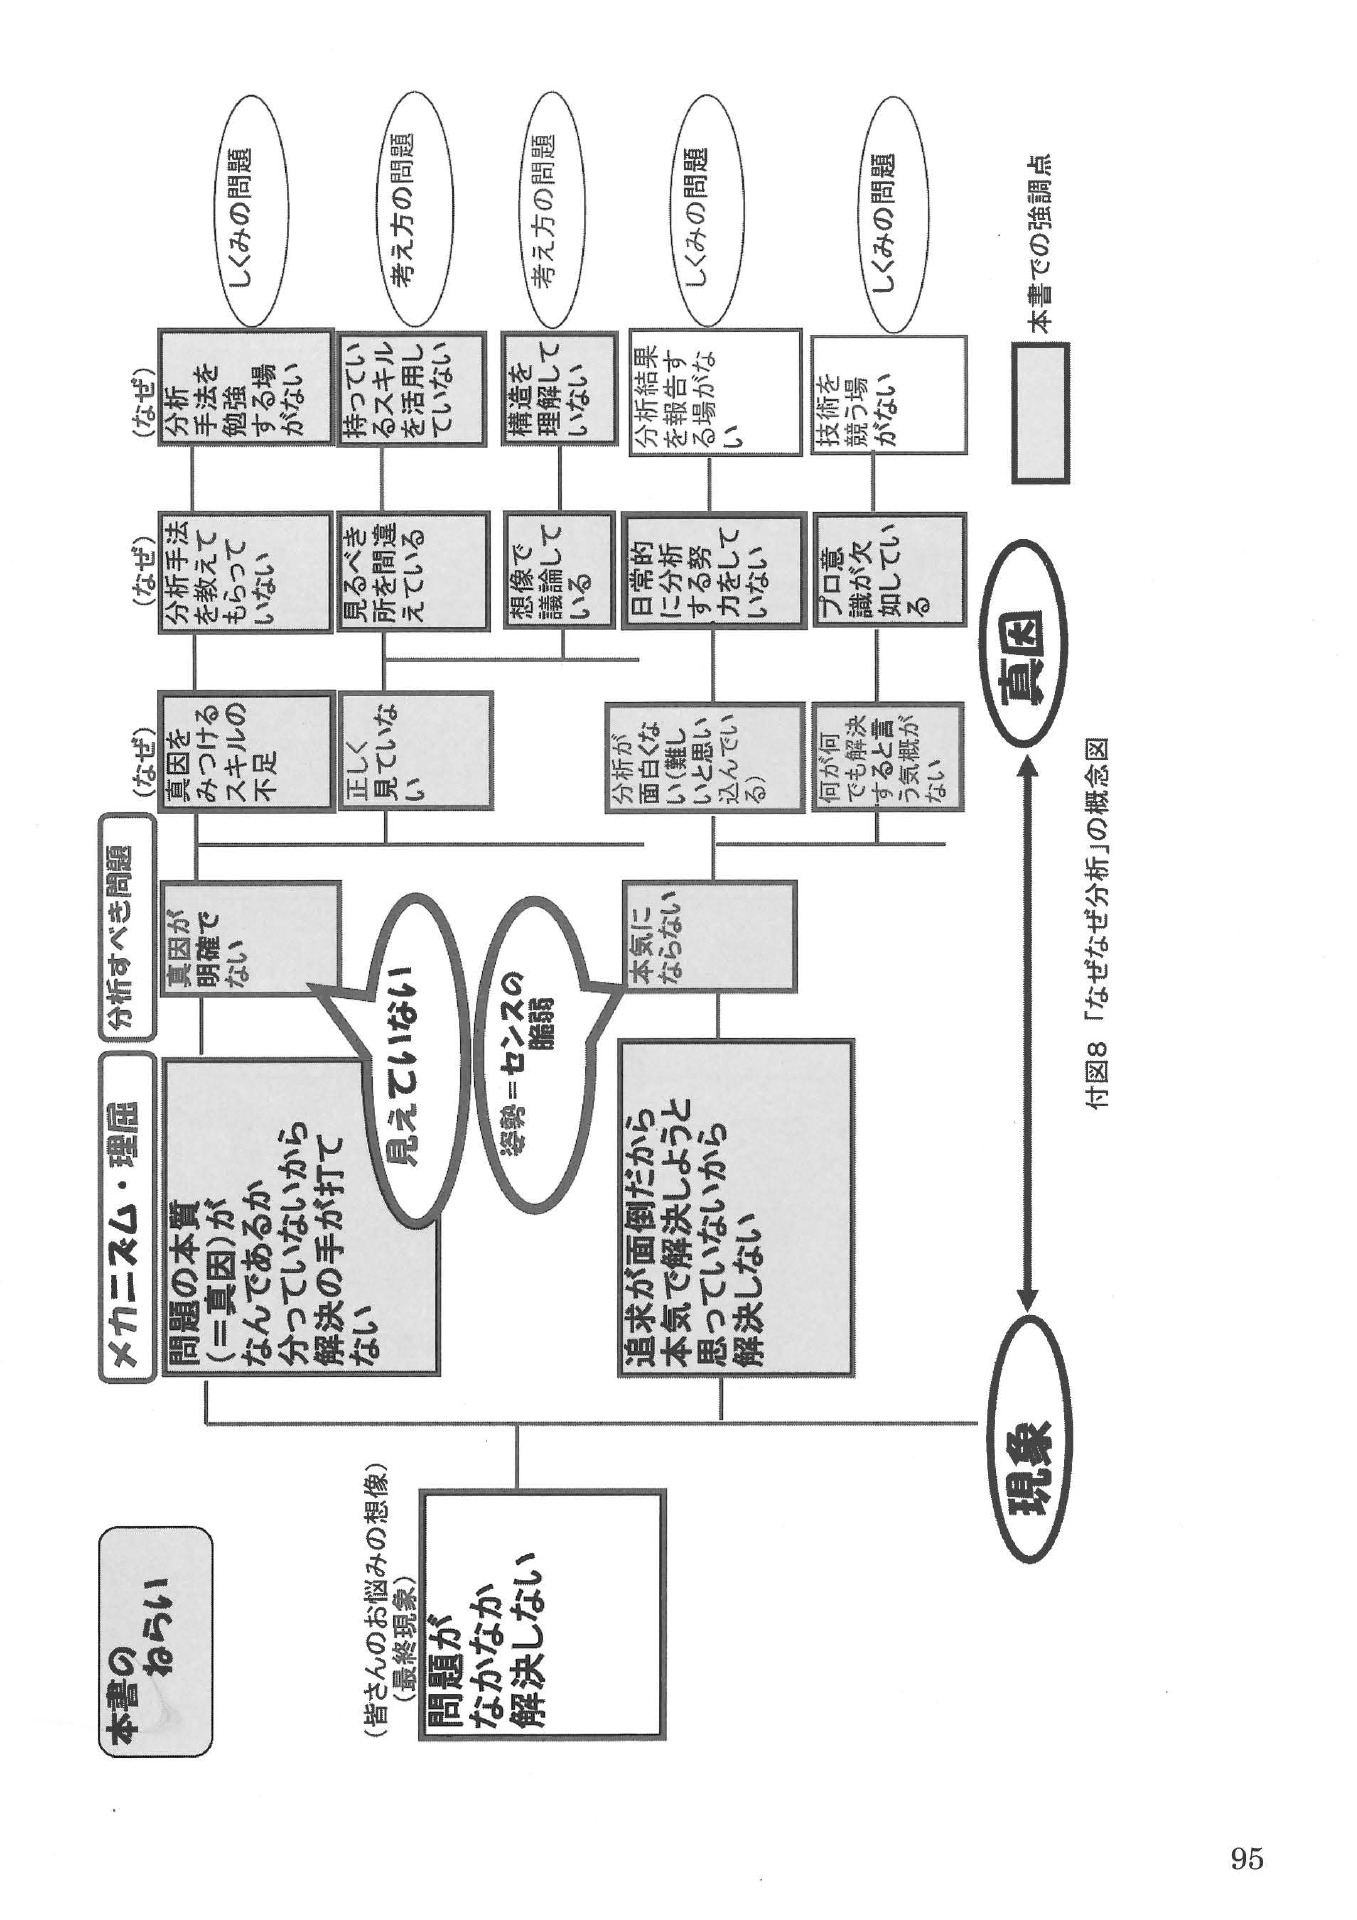 本書の
ねらい
(皆さんのお悩みの想像)
(最終現象)
問題が
なかなか
解決しない
メカニズム・理屈
問題の本質
(＝真因)が
なんであるか
分っていないから
解決の手が打て
ない
追求が面倒だから
本気で解決しようと
思っていないから
解決しない
見えていない
姿勢＝センスの
脆弱
分析すべき問題
真因が
明確で
ない
本気に
ならない
(なぜ)
真因を
みつける
スキルの
不足
正しく
見ていな
い
分析が
面白くな
い(難し
いと思い
込んでい
る)
何が何
でも解決
すると言
う気概が
ない
(なぜ)
分析手法
を教えて
もらって
いない
見るべき
所を間違
えている
想像で
議論して
いる
日常的
に分析
する努
力をして
いない
プロ意
識が欠
如してい
る
(なぜ)
分析
手法を
勉強
する場
がない
持ってい
るスキル
を活用し
ていない
構造を
理解して
いない
分析結果
を報告す
る場がな
い
技術を
競う場
がない
しくみの問題
考え方の問題
考え方の問題
しくみの問題
しくみの問題
現象
真因
本書での強調点
付図８「なぜなぜ分析」の概念図
95